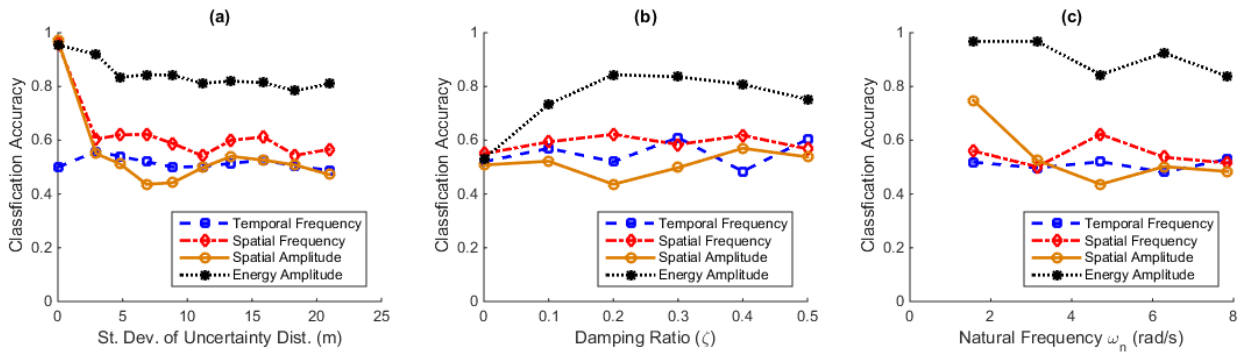 (a)
Classfication Accuracy
1
0.8
0.6
0.4
0.2
0
0
5
10
15
20
25
St. Dev. of Uncertainty Dist. (m)
Temporal Frequency
Spatial Frequency
Spatial Amplitude
Energy Amplitude
(b)
Classfication Accuracy
1
0.8
0.6
0.4
0.2
0
0
0.1
0.2
0.3
0.4
0.5
Damping Ratio (ζ)
Temporal Frequency
Spatial Frequency
Spatial Amplitude
Energy Amplitude
(c)
Classfication Accuracy
1
0.8
0.6
0.4
0.2
0
0
2
4
6
8
Natural Frequency ω_n (rad/s)
Temporal Frequency
Spatial Frequency
Spatial Amplitude
Energy Amplitude